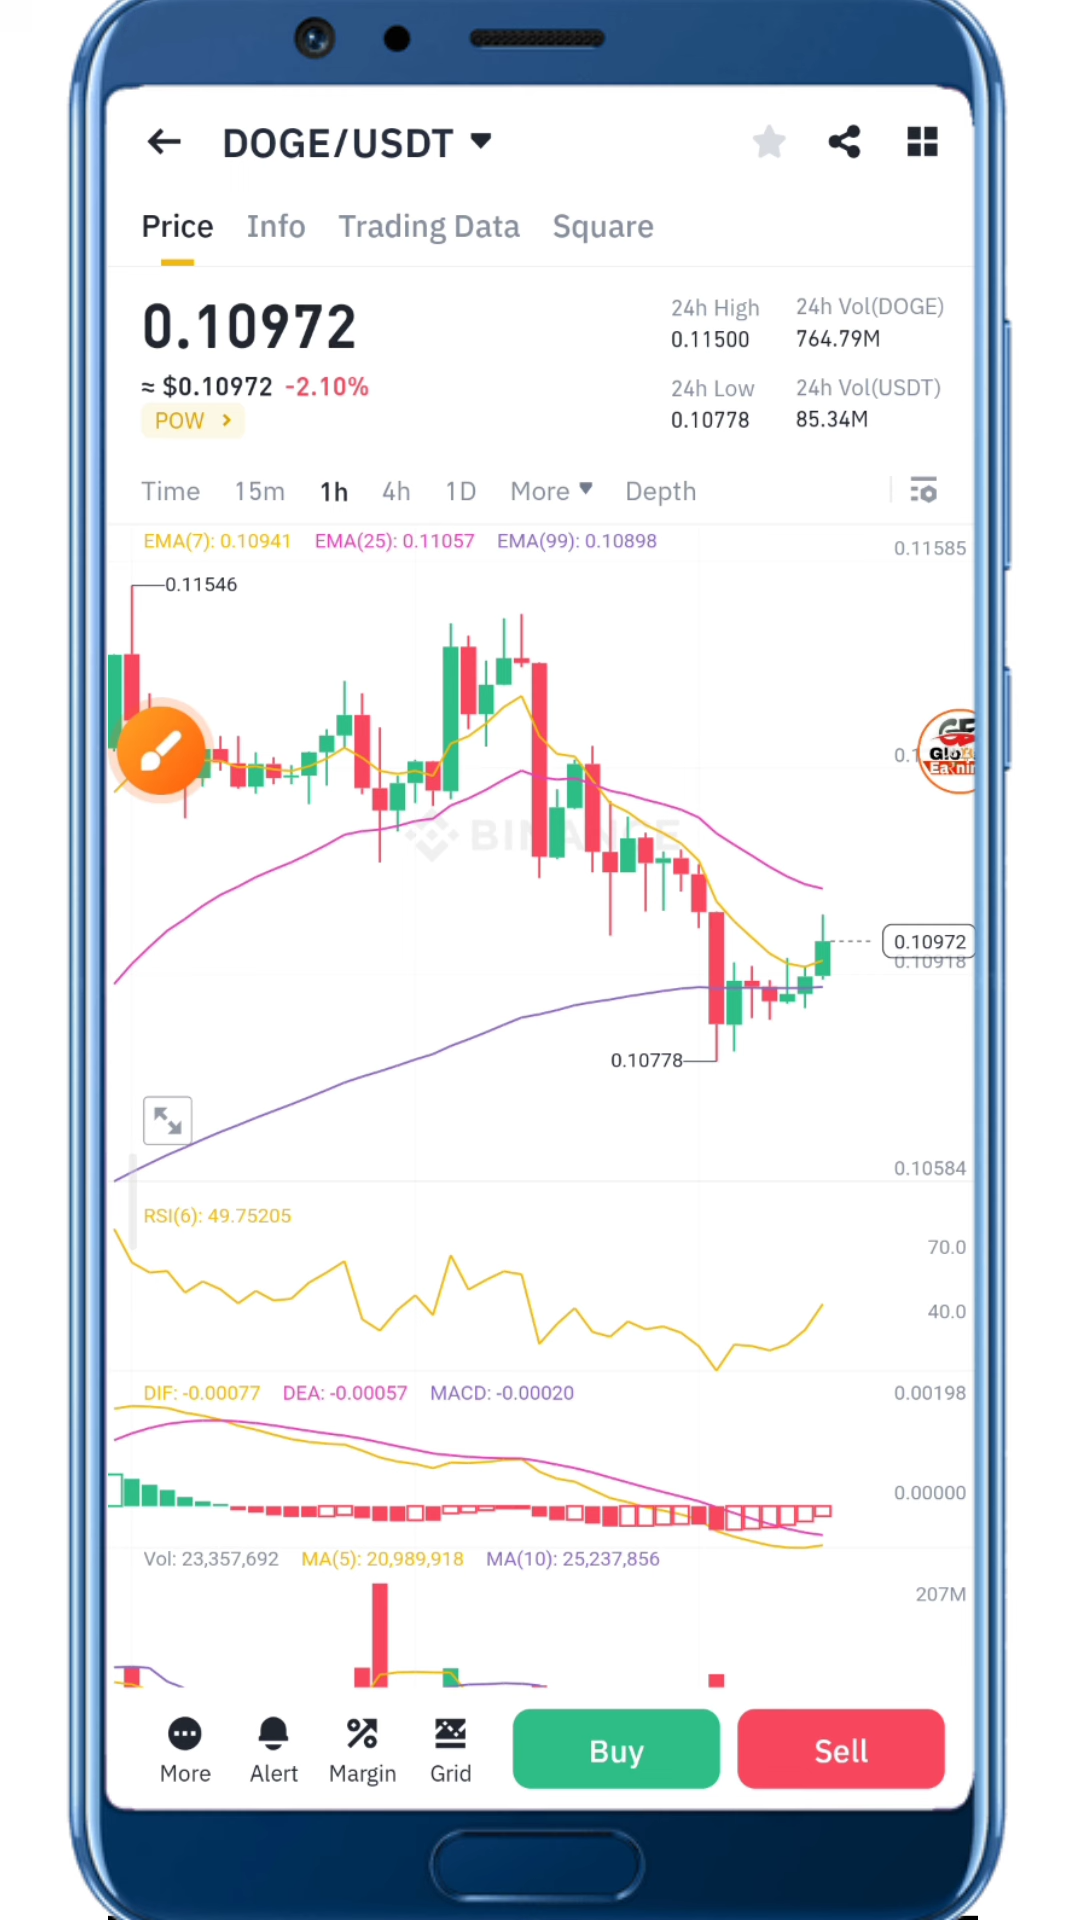 DOGE/USDT
Price Info Trading Data Square
0.10972
≈ $0.10972 -2.10%
POW >
24h High 24h Vol(DOGE)
0.11500 764.79M
24h Low 24h Vol(USDT)
0.10778 85.34M
Time 15m 1h 4h 1D More Depth
EMA(7): 0.10941 EMA(25): 0.11057 EMA(99): 0.10898
0.11585
0.11546
BINANCE
0.10972
0.10918
0.10778
0.10584
RSI(6): 49.75205
70.0
40.0
DIF: -0.00077 DEA: -0.00057 MACD: -0.00020
0.00198
0.00000
Vol: 23,357,692 MA(5): 20,989,918 MA(10): 25,237,856
207M
More Alert Margin Grid Buy Sell